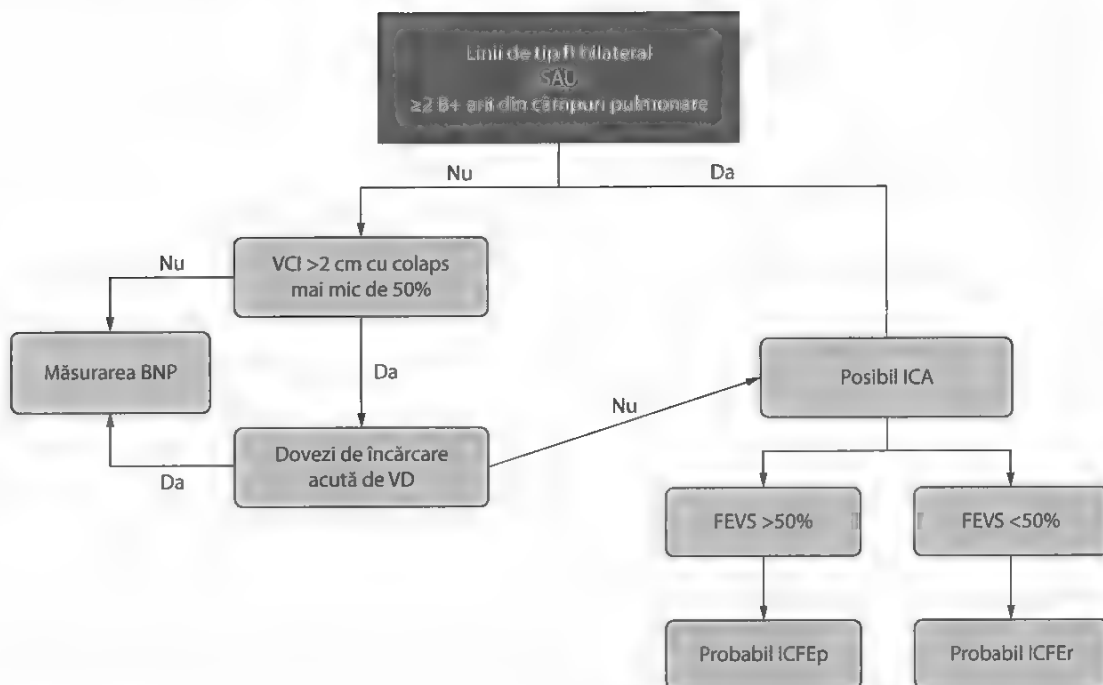 Linii de tip B bilateral
SAU
≥2 B+ arii din câmpuri pulmonare
Nu
Da
VCI >2 cm cu colaps
mai mic de 50%
Nu
Măsurarea BNP
Da
Posibil ICA
Nu
Dovezi de încărcare
acută de VD
Da
FEVS >50%
FEVS <50%
Probabil ICFEp
Probabil ICFEr